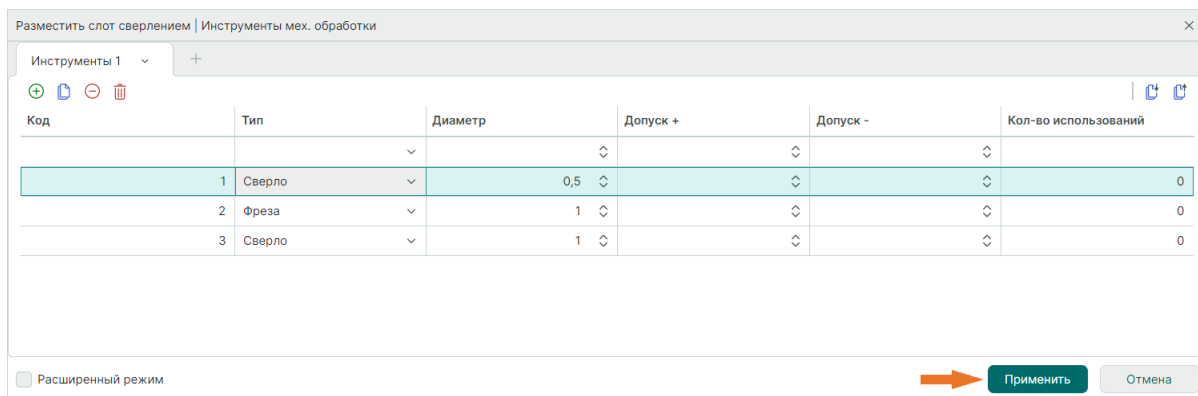 Разместить слот сверлением | Инструменты мех. обработки
Инструменты 1
Код Тип Диаметр Допуск + Допуск - Кол-во использований
1 Сверло 0,5 0
2 Фреза 1 0
3 Сверло 1 0
Расширенный режим Применить Отмена